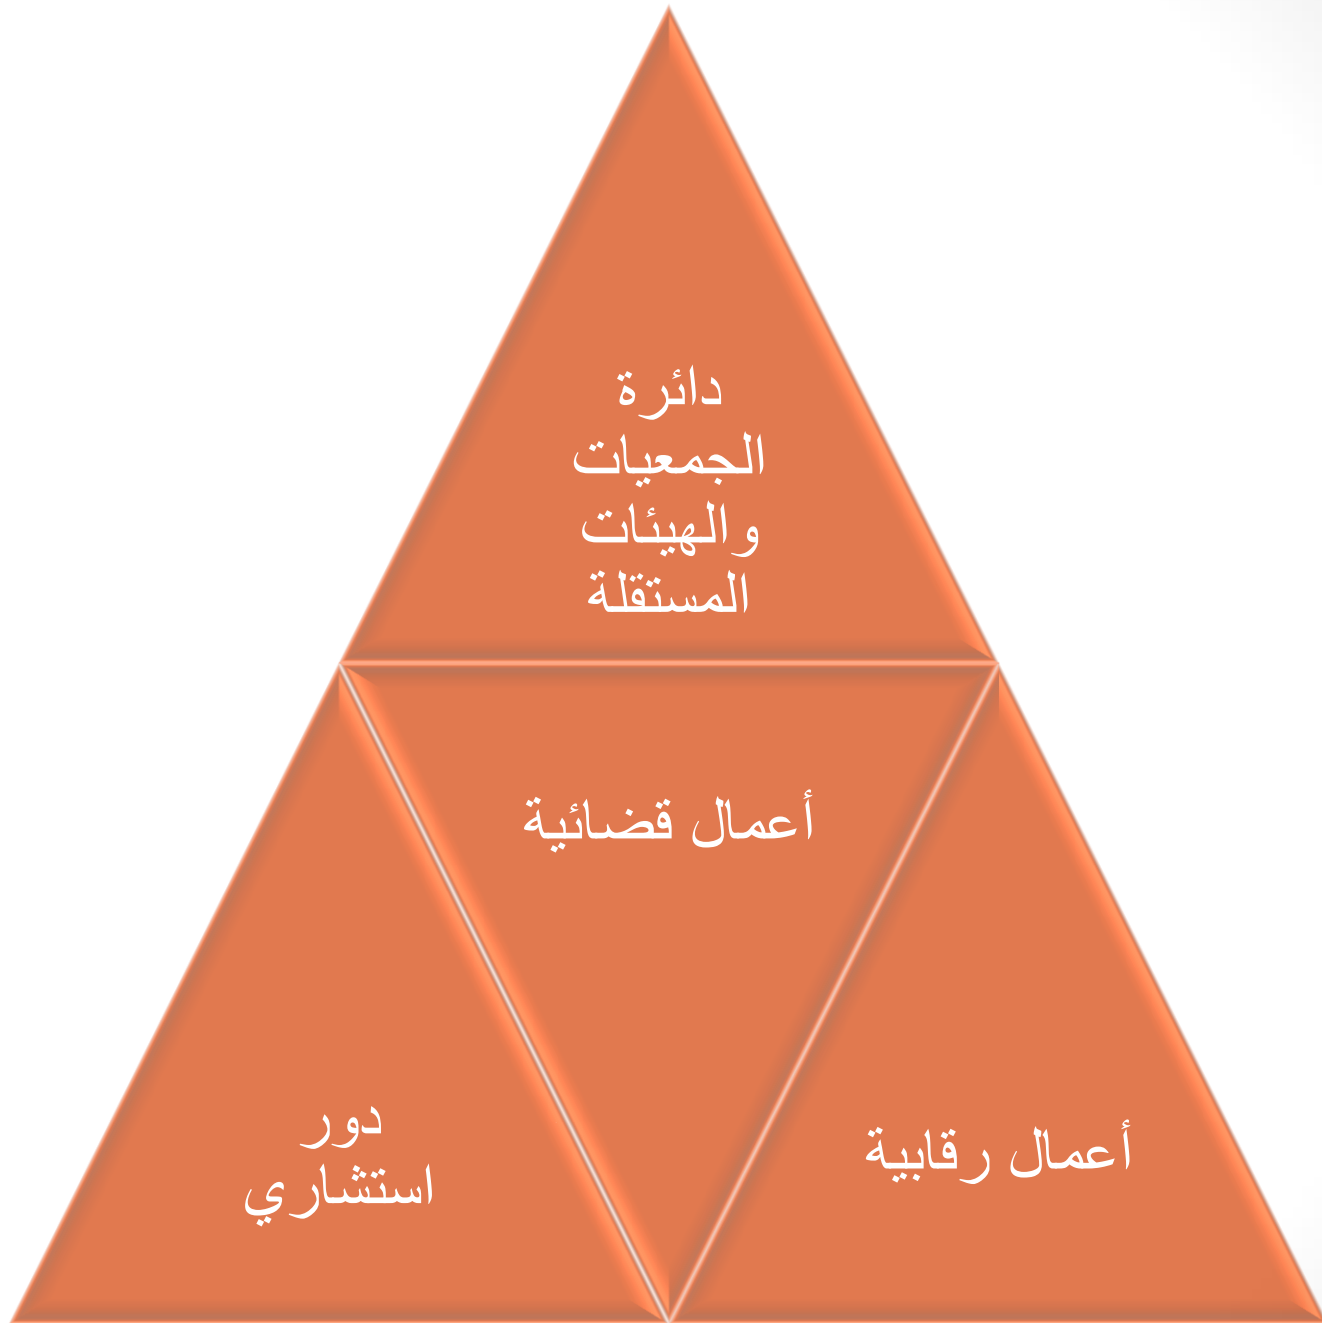 دائرة
الجمعيات
والهيئات
المستقلة
أعمال قضائية
أعمال رقابية
دور
استشاري